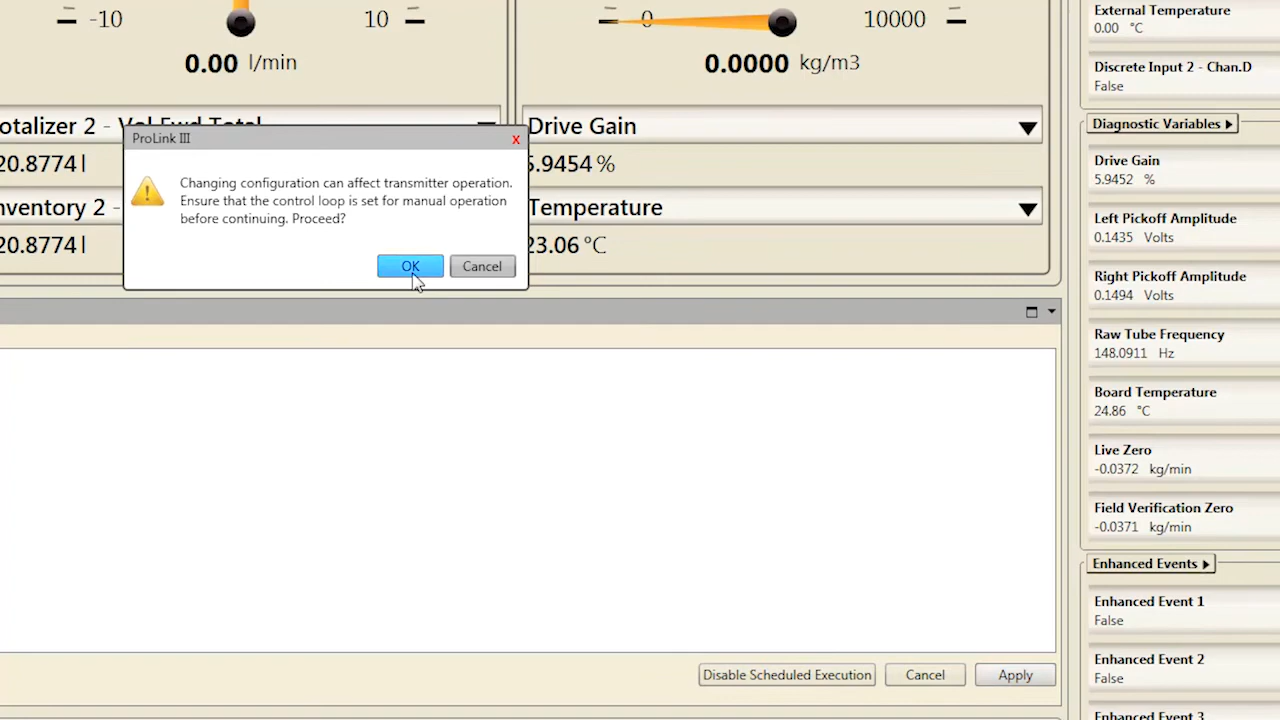 -10
10
0.00 l/min
0
10000
0.0000 kg/m3
otalizer 2 - Vol Fwd Total
Drive Gain
20.8774 l
5.9454 %
nventory 2 -
Temperature
20.8774 l
23.06 °C
ProLink III
x
Changing configuration can affect transmitter operation.
Ensure that the control loop is set for manual operation
before continuing. Proceed?
OK
Cancel
Disable Scheduled Execution
Cancel
Apply
External Temperature
0.00 °C
Discrete Input 2 - Chan.D
False
Diagnostic Variables
Drive Gain
5.9452 %
Left Pickoff Amplitude
0.1435 Volts
Right Pickoff Amplitude
0.1494 Volts
Raw Tube Frequency
148.0911 Hz
Board Temperature
24.86 °C
Live Zero
-0.0372 kg/min
Field Verification Zero
-0.0371 kg/min
Enhanced Events
Enhanced Event 1
False
Enhanced Event 2
False
Enhanced Event 3